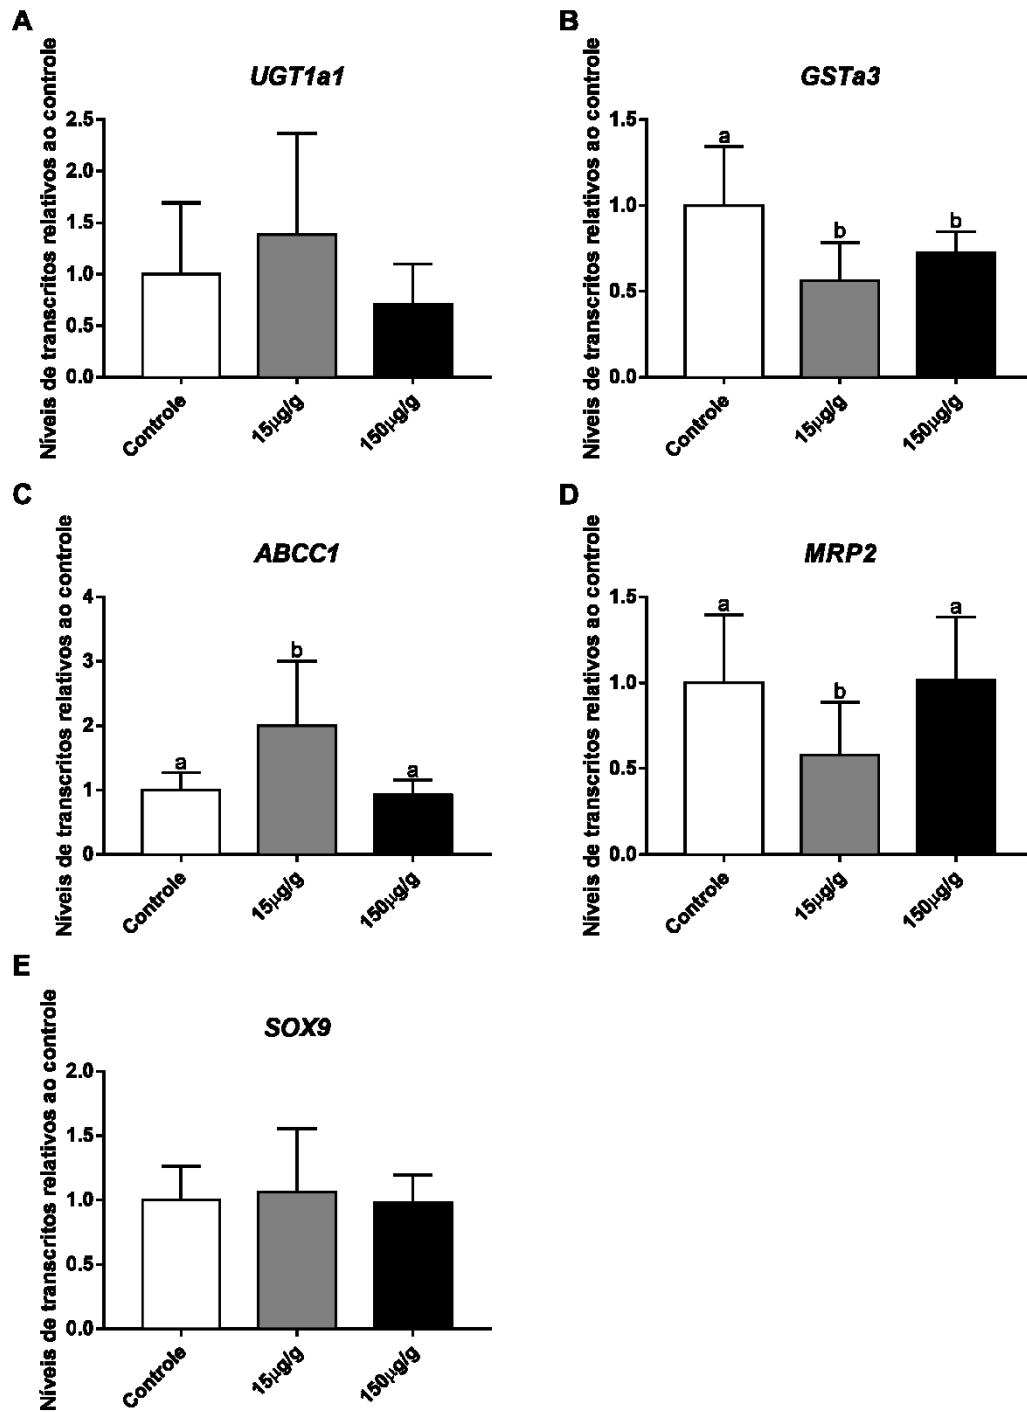 A
UGT1a1
Níveis de transcritos relativos ao controle
2.5
2.0
1.5
1.0
0.5
0.0
Controle
15µg/g
150µg/g
B
GSTa3
Níveis de transcritos relativos ao controle
1.5
1.0
0.5
0.0
a
b
b
Controle
15µg/g
150µg/g
C
ABCC1
Níveis de transcritos relativos ao controle
4
3
2
1
0
a
b
a
Controle
15µg/g
150µg/g
D
MRP2
Níveis de transcritos relativos ao controle
1.5
1.0
0.5
0.0
a
b
a
Controle
15µg/g
150µg/g
E
SOX9
Níveis de transcritos relativos ao controle
2.0
1.5
1.0
0.5
0.0
Controle
15µg/g
150µg/g